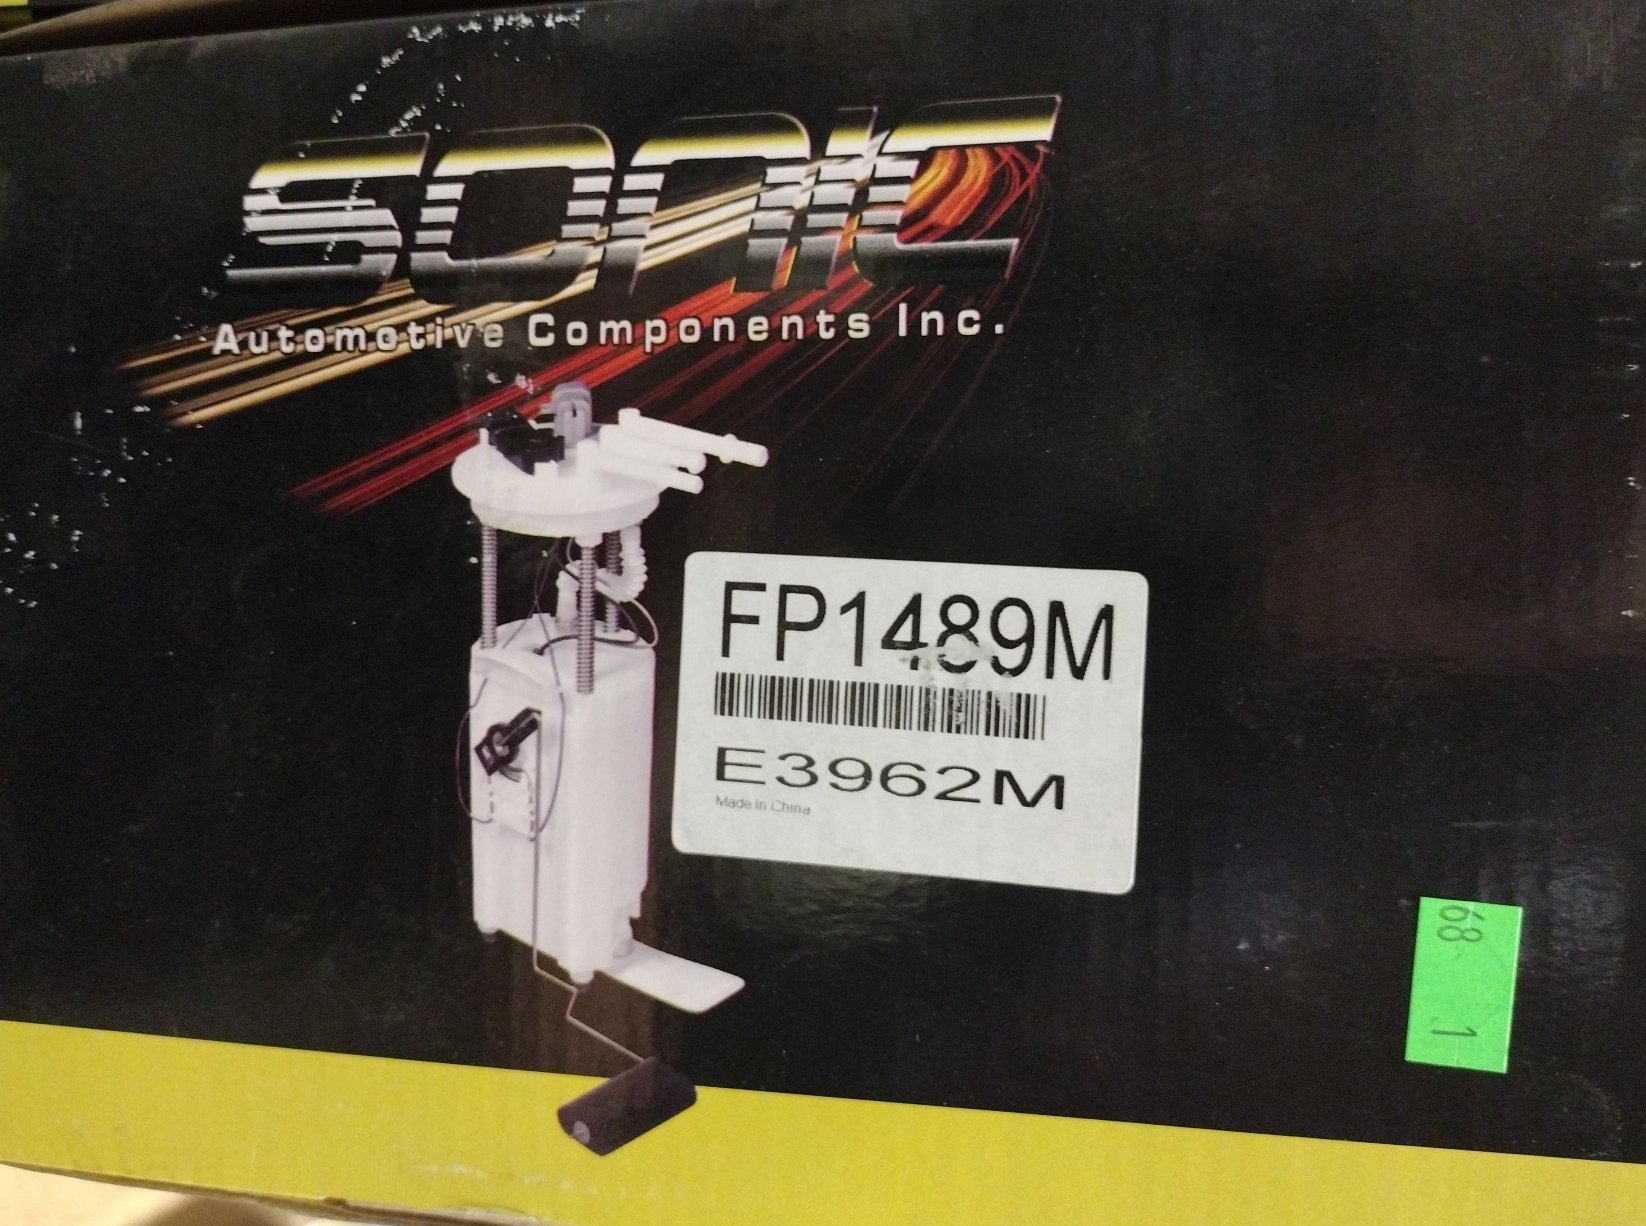 sonic
Automotive Components Inc.
FP1489M
E3962M
Made in China
68 1